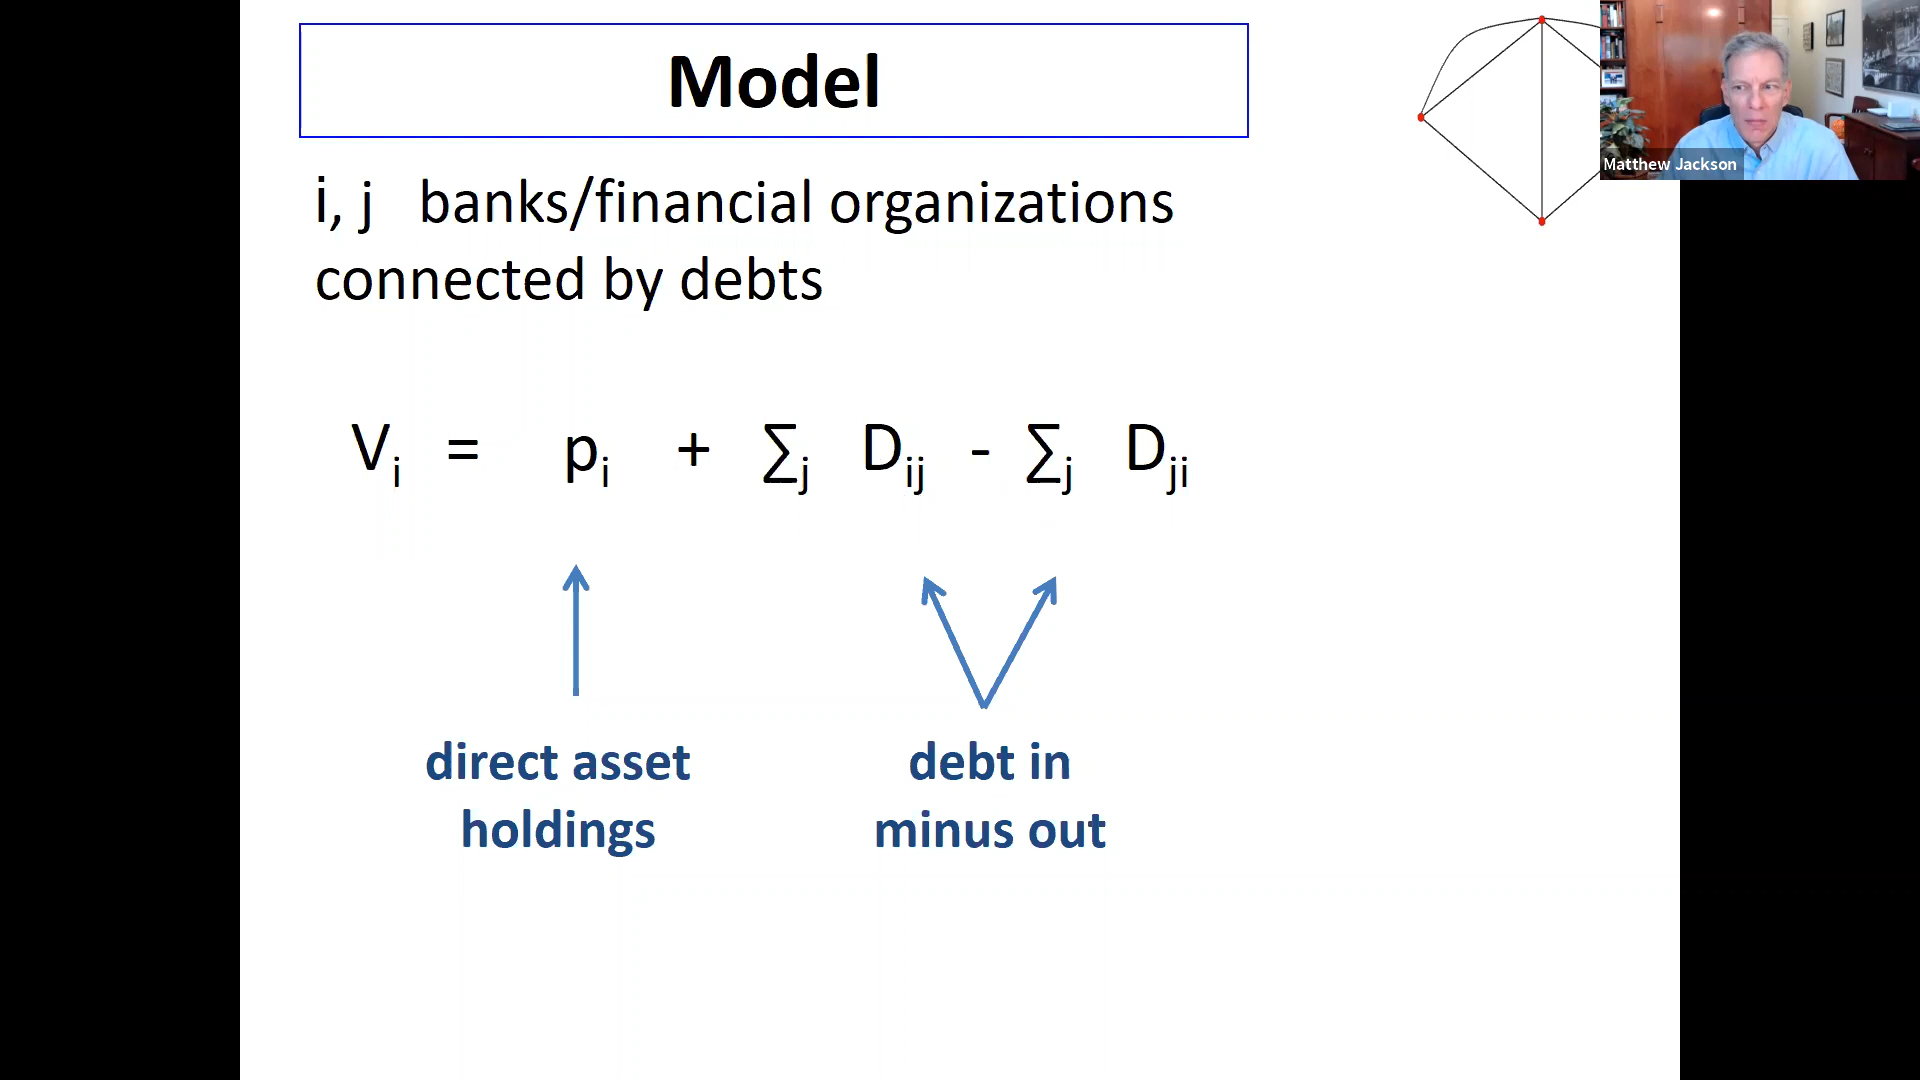 Model
i, j banks/financial organizations
connected by debts
Vi = pi + ∑j Dij - ∑j Dji
direct asset
holdings
debt in
minus out
Matthew Jackson